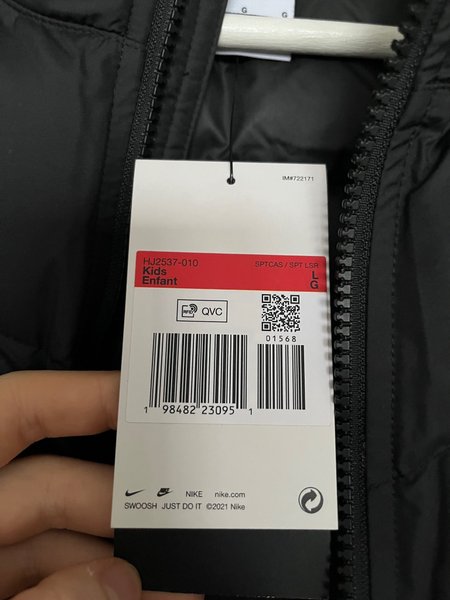 G G
IM#722171
HJ2537-010 SPTCAS / SPT LSR
Kids L
Enfant G
RFID QVC
01568
1 98482 23095 1
NIKE nike.com
SWOOSH JUST DO IT ©2021 Nike